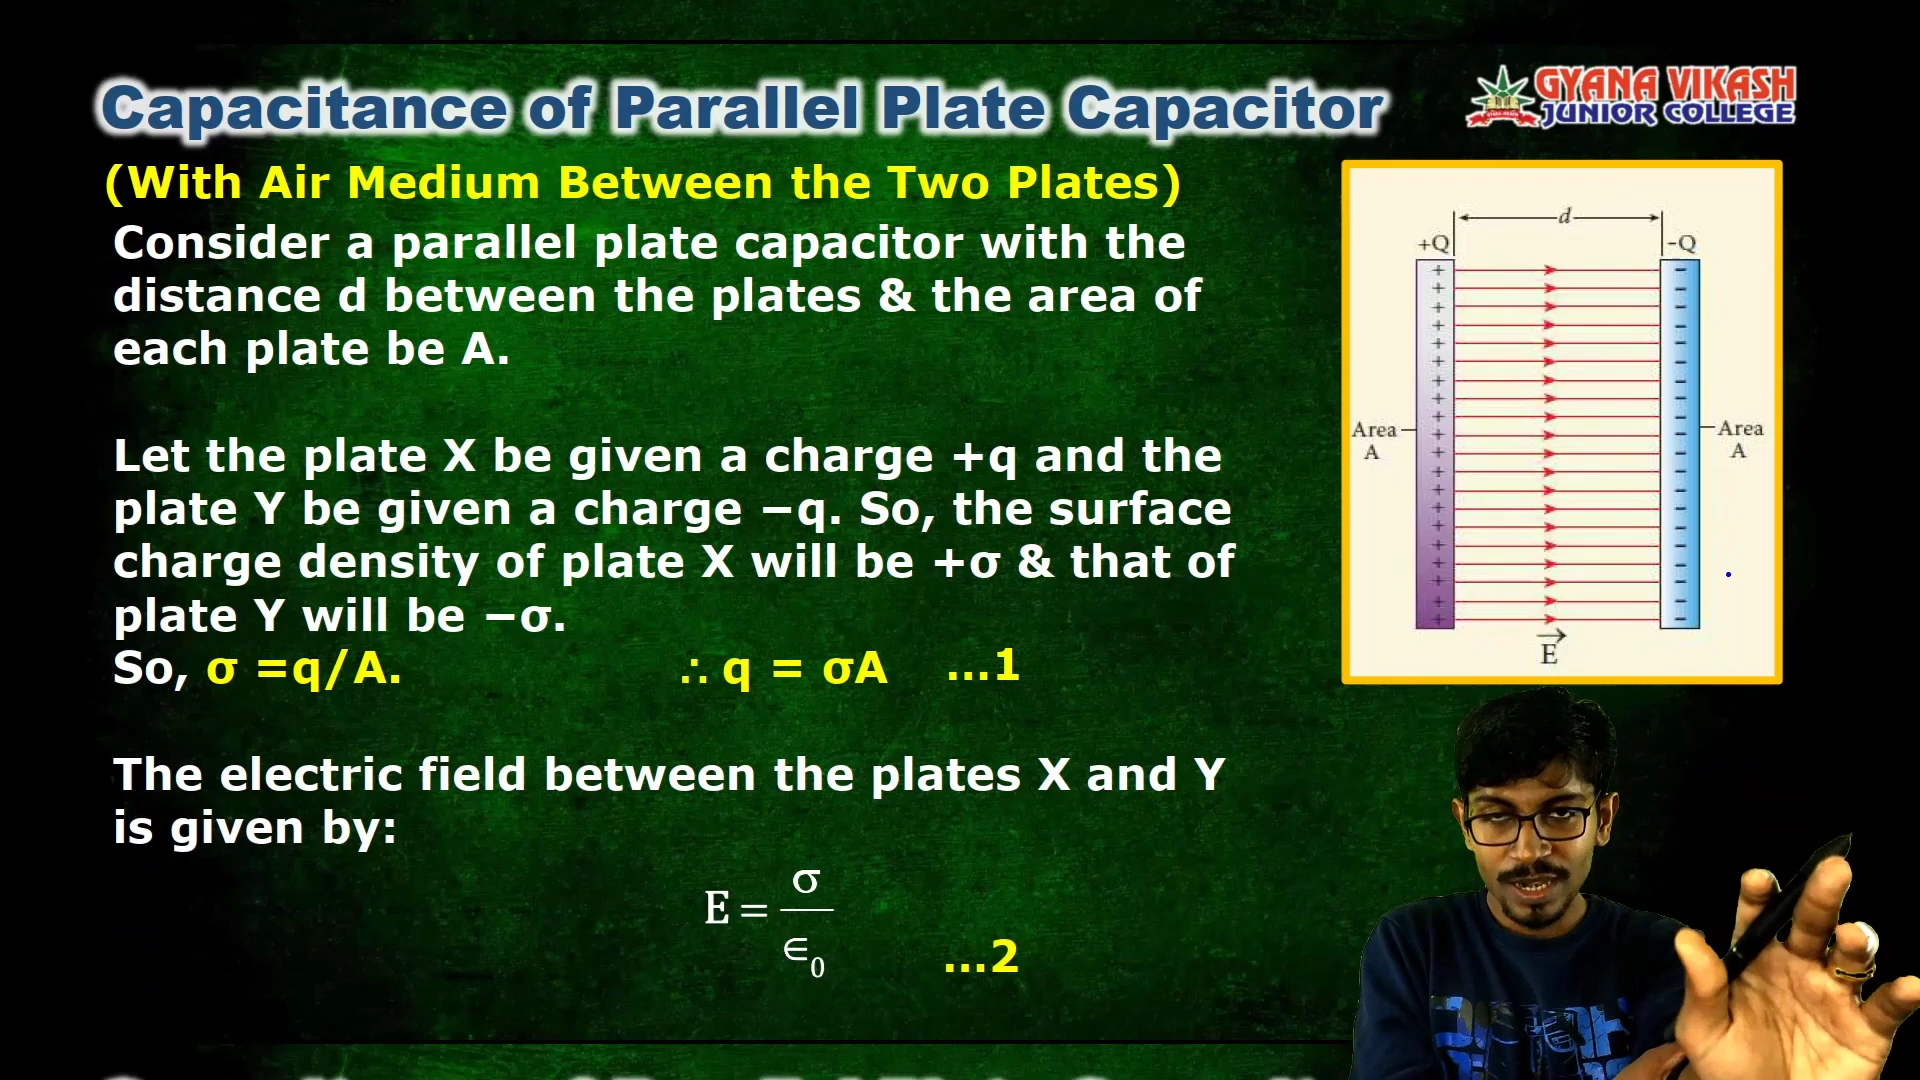 Capacitance of Parallel Plate Capacitor
GYANA VIKASH
JUNIOR COLLEGE
(With Air Medium Between the Two Plates)
Consider a parallel plate capacitor with the
distance d between the plates & the area of
each plate be A.
Let the plate X be given a charge +q and the
plate Y be given a charge −q. So, the surface
charge density of plate X will be +σ & that of
plate Y will be −σ.
So, σ =q/A. ∴ q = σA ...1
The electric field between the plates X and Y
is given by:
E = σ / ∈0 ...2
d
+Q -Q
Area A
Area A
E